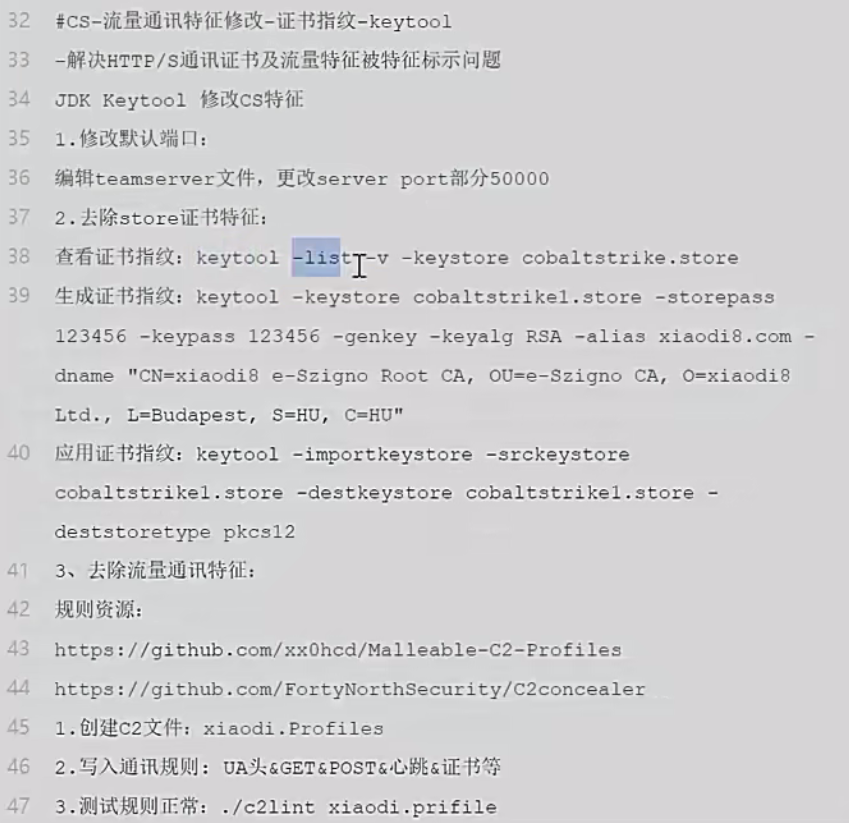 32 #CS-流量通讯特征修改-证书指纹-keytool
33 -解决HTTP/S通讯证书及流量特征被特征标示问题
34 JDK Keytool 修改CS特征
35 1.修改默认端口：
36 编辑teamserver文件，更改server port部分50000
37 2.去除store证书特征：
38 查看证书指纹：keytool -list -v -keystore cobaltstrike.store
39 生成证书指纹：keytool -keystore cobaltstrike1.store -storepass
123456 -keypass 123456 -genkey -keyalg RSA -alias xiaodi8.com -
dname "CN=xiaodi8 e-Szigno Root CA, OU=e-Szigno CA, O=xiaodi8
Ltd., L=Budapest, S=HU, C=HU"
40 应用证书指纹：keytool -importkeystore -srckeystore
cobaltstrike1.store -destkeystore cobaltstrike1.store -
deststoretype pkcs12
41 3、去除流量通讯特征：
42 规则资源：
43 https://github.com/xx0hcd/Malleable-C2-Profiles
44 https://github.com/FortyNorthSecurity/C2concealer
45 1.创建C2文件：xiaodi.Profiles
46 2.写入通讯规则：UA头&GET&POST&心跳&证书等
47 3.测试规则正常：./c2lint xiaodi.prifile